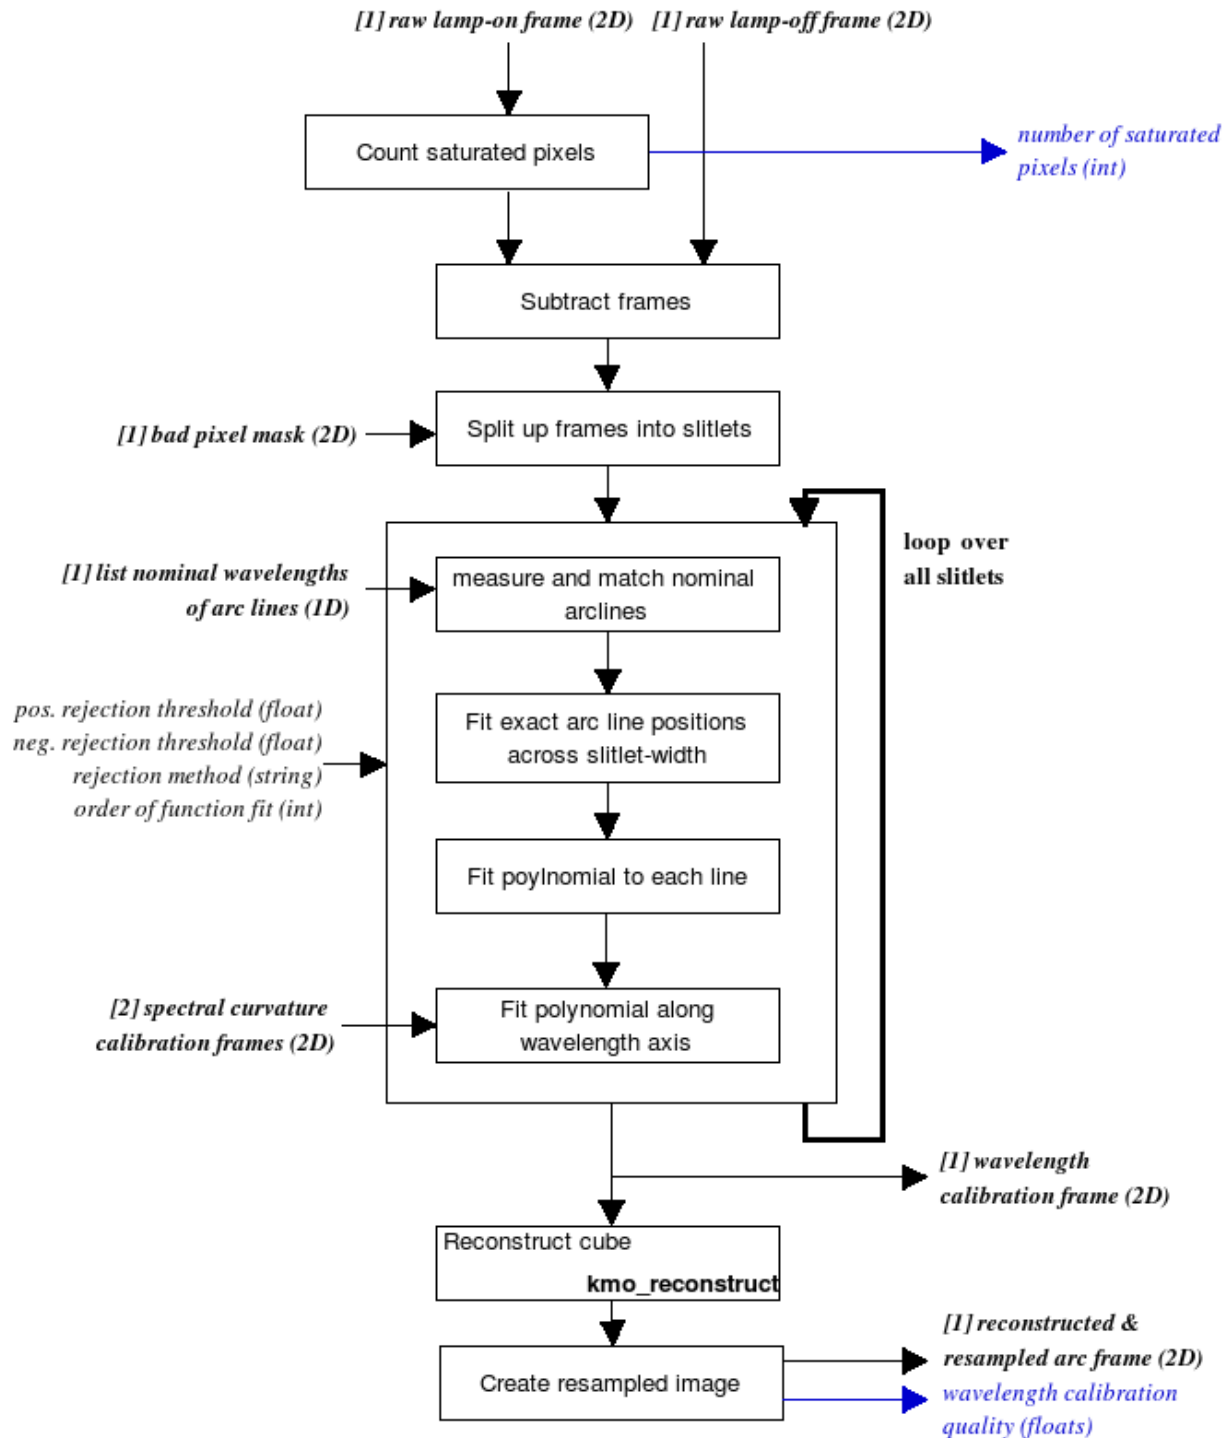 [1] raw lamp-on frame (2D) [1] raw lamp-off frame (2D)
Count saturated pixels
number of saturated
pixels (int)
Subtract frames
[1] bad pixel mask (2D)
Split up frames into slitlets
loop over
all slitlets
[1] list nominal wavelengths
of arc lines (1D)
measure and match nominal
arclines
pos. rejection threshold (float)
neg. rejection threshold (float)
rejection method (string)
order of function fit (int)
Fit exact arc line positions
across slitlet-width
Fit poylnomial to each line
[2] spectral curvature
calibration frames (2D)
Fit polynomial along
wavelength axis
[1] wavelength
calibration frame (2D)
Reconstruct cube
kmo_reconstruct
[1] reconstructed &
resampled arc frame (2D)
Create resampled image
wavelength calibration
quality (floats)